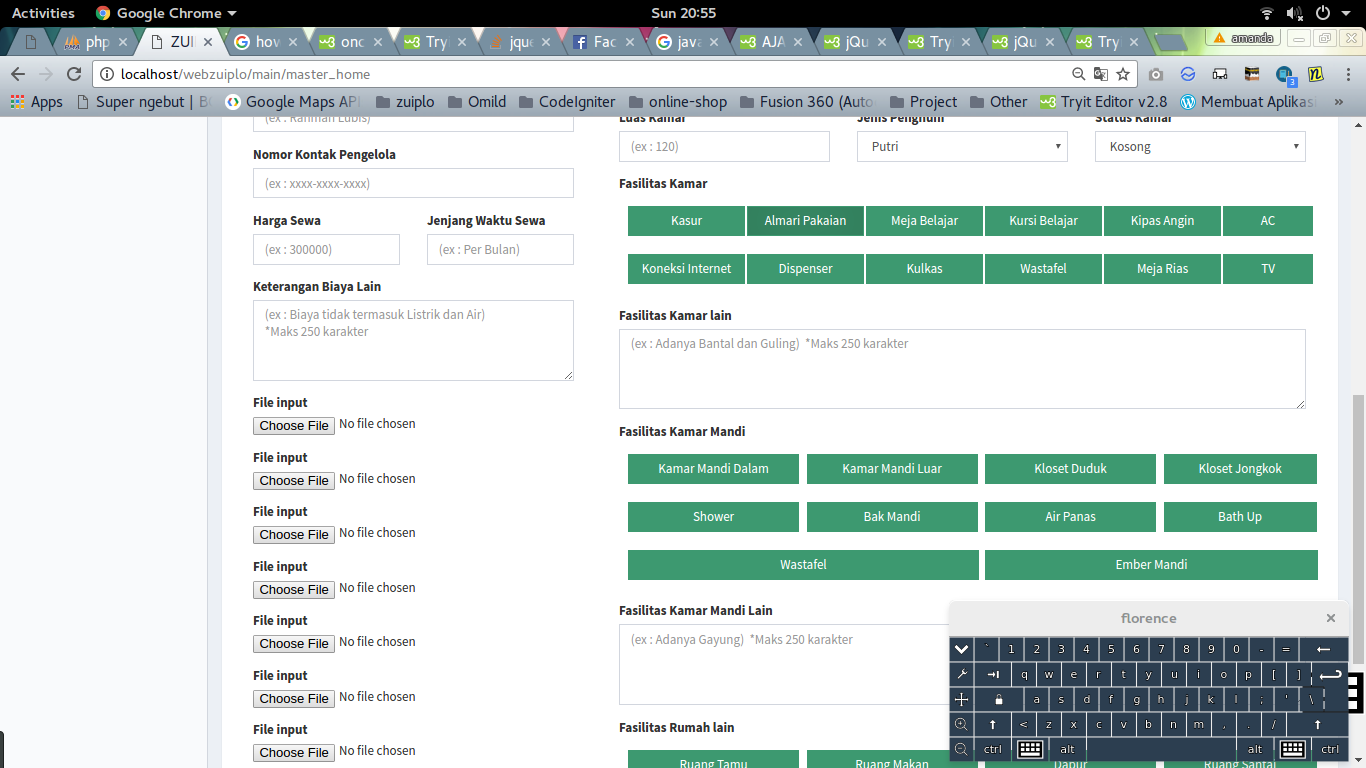 Activities Google Chrome Sun 20:55
php ZUI how onc Try jque Fac java AJA jQu Try jQu Try amanda
localhost/webzuiplo/main/master_home
Apps Super ngebut | B Google Maps API zuiplo Omild CodeIgniter online-shop Fusion 360 (Auto Project Other Tryit Editor v2.8 Membuat Aplikas »
(ex : Rahman Lubis)
Luas Kamar Jenis Penghuni Status Kamar
(ex : 120) Putri Kosong
Nomor Kontak Pengelola
(ex : xxxx-xxxx-xxxx)
Harga Sewa Jenjang Waktu Sewa
(ex : 300000) (ex : Per Bulan)
Keterangan Biaya Lain
(ex : Biaya tidak termasuk Listrik dan Air)
*Maks 250 karakter
File input
Choose File No file chosen
File input
Choose File No file chosen
File input
Choose File No file chosen
File input
Choose File No file chosen
File input
Choose File No file chosen
File input
Choose File No file chosen
File input
Choose File No file chosen
Fasilitas Kamar
Kasur Almari Pakaian Meja Belajar Kursi Belajar Kipas Angin AC
Koneksi Internet Dispenser Kulkas Wastafel Meja Rias TV
Fasilitas Kamar lain
(ex : Adanya Bantal dan Guling) *Maks 250 karakter
Fasilitas Kamar Mandi
Kamar Mandi Dalam Kamar Mandi Luar Kloset Duduk Kloset Jongkok
Shower Bak Mandi Air Panas Bath Up
Wastafel Ember Mandi
Fasilitas Kamar Mandi Lain
(ex : Adanya Gayung) *Maks 250 karakter
Fasilitas Rumah lain
Ruang Tamu Ruang Makan Dapur Ruang Santai
florence ×
` 1 2 3 4 5 6 7 8 9 0 - = ←
q w e r t y u i o p [ ]
a s d f g h j k l ; ' \
< z x c v b n m , . /
ctrl alt alt ctrl